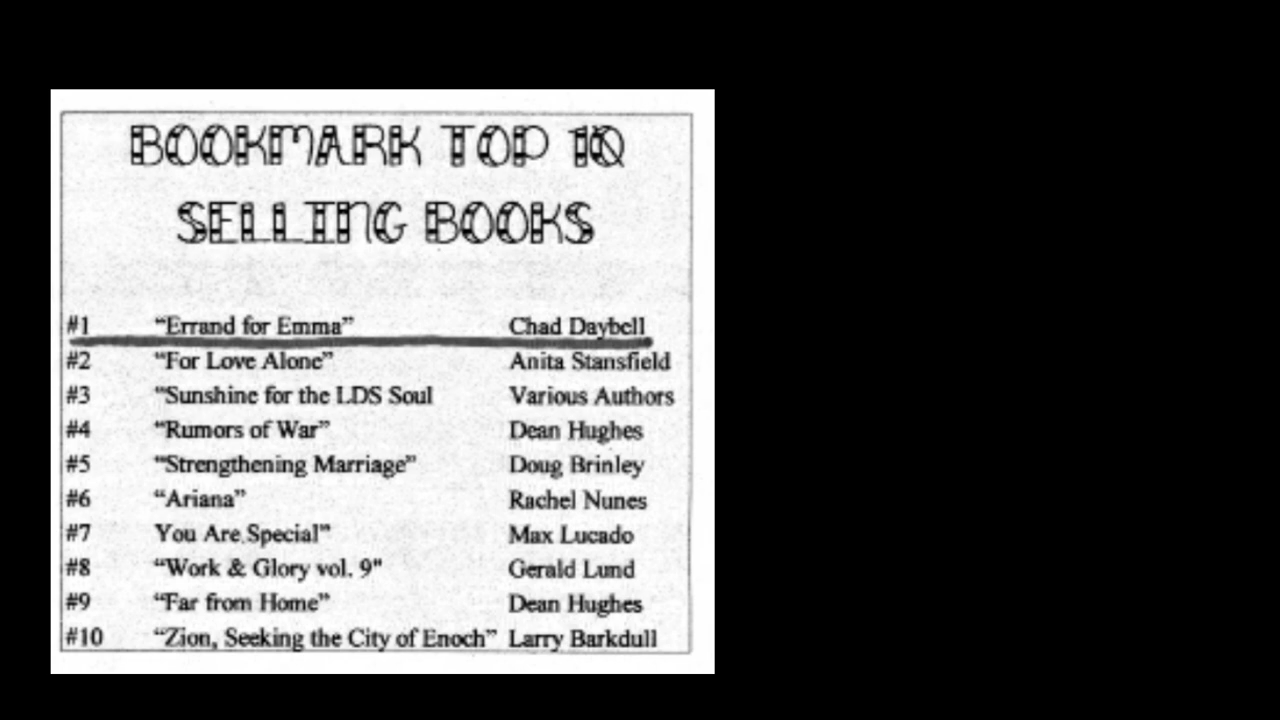 BOOKMARK TOP 10
SELLING BOOKS
#1 “Errand for Emma” Chad Daybell
#2 “For Love Alone” Anita Stansfield
#3 “Sunshine for the LDS Soul Various Authors
#4 “Rumors of War” Dean Hughes
#5 “Strengthening Marriage” Doug Brinley
#6 “Ariana” Rachel Nunes
#7 You Are Special” Max Lucado
#8 “Work & Glory vol. 9" Gerald Lund
#9 “Far from Home” Dean Hughes
#10 “Zion, Seeking the City of Enoch” Larry Barkdull